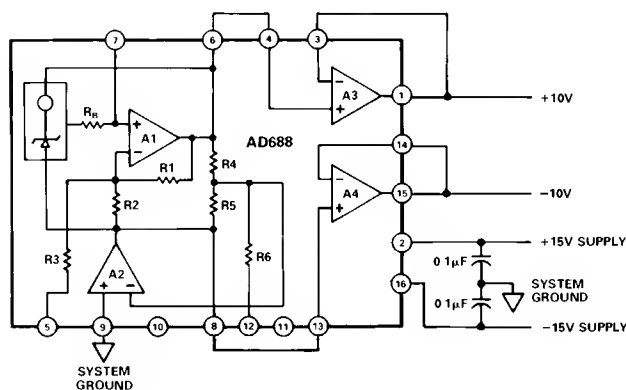 7
6
4
3
A3
1
+10V
RB
A1
AD688
14
R1
R4
A4
15
−10V
R2
R5
2
+15V SUPPLY
R3
A2
R6
0 1µF
SYSTEM
GROUND
16
0 1µF
−15V SUPPLY
5
9
10
8
12
11
13
SYSTEM
GROUND